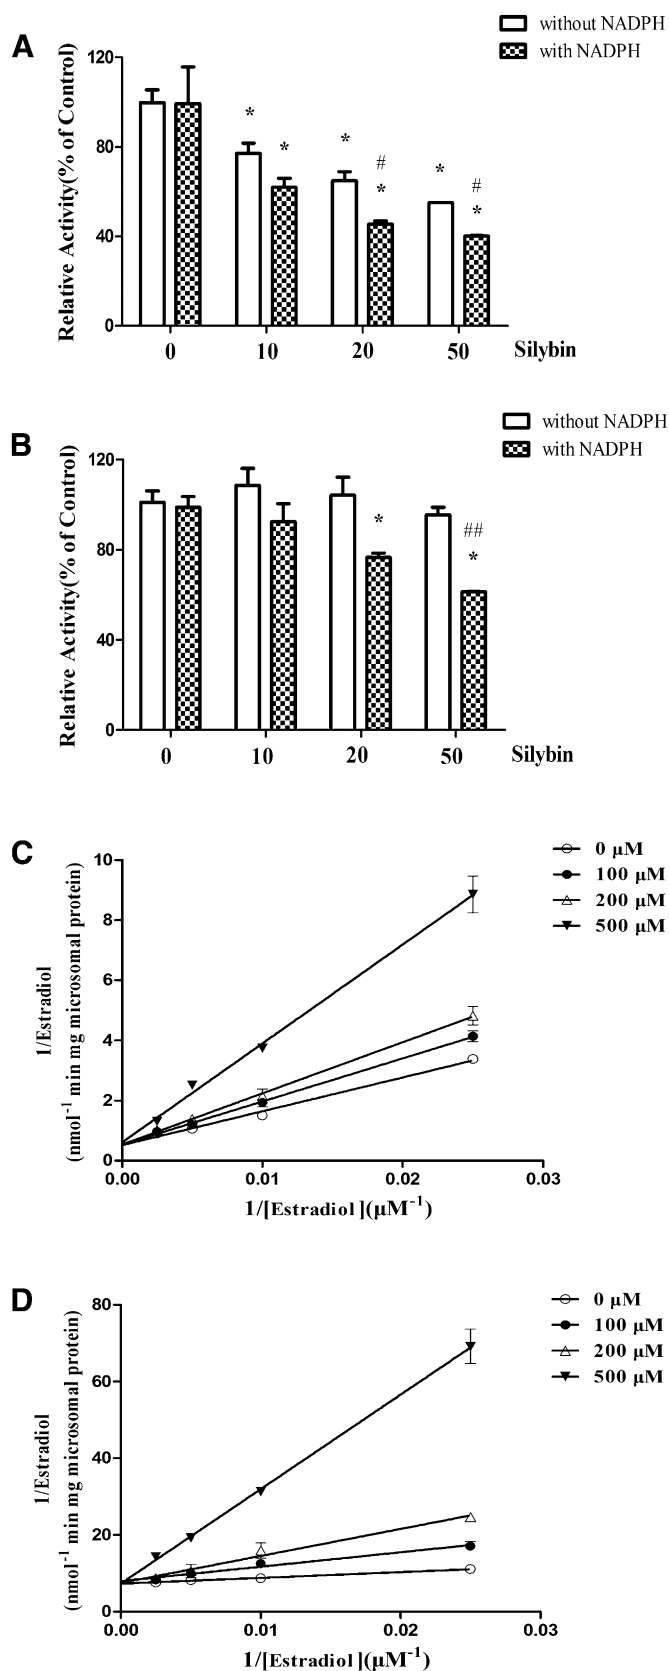 A
without NADPH
with NADPH
Relative Activity(% of Control)
120
80
40
0
* * * # * * # *
0 10 20 50 Silybin
B
without NADPH
with NADPH
Relative Activity(% of Control)
120
80
40
0
* ## *
0 10 20 50 Silybin
C
0 μM
100 μM
200 μM
500 μM
1/Estradiol
(nmol⁻¹ min mg microsomal protein)
10
8
6
4
2
0
0.00 0.01 0.02 0.03
1/[Estradiol](μM⁻¹)
D
0 μM
100 μM
200 μM
500 μM
1/Estradiol
(nmol⁻¹ min mg microsomal protein)
80
60
40
20
0
0.00 0.01 0.02 0.03
1/[Estradiol](μM⁻¹)